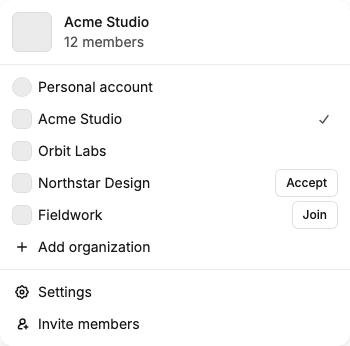 Acme Studio
12 members
Personal account
Acme Studio
Orbit Labs
Northstar Design Accept
Fieldwork Join
Add organization
Settings
Invite members